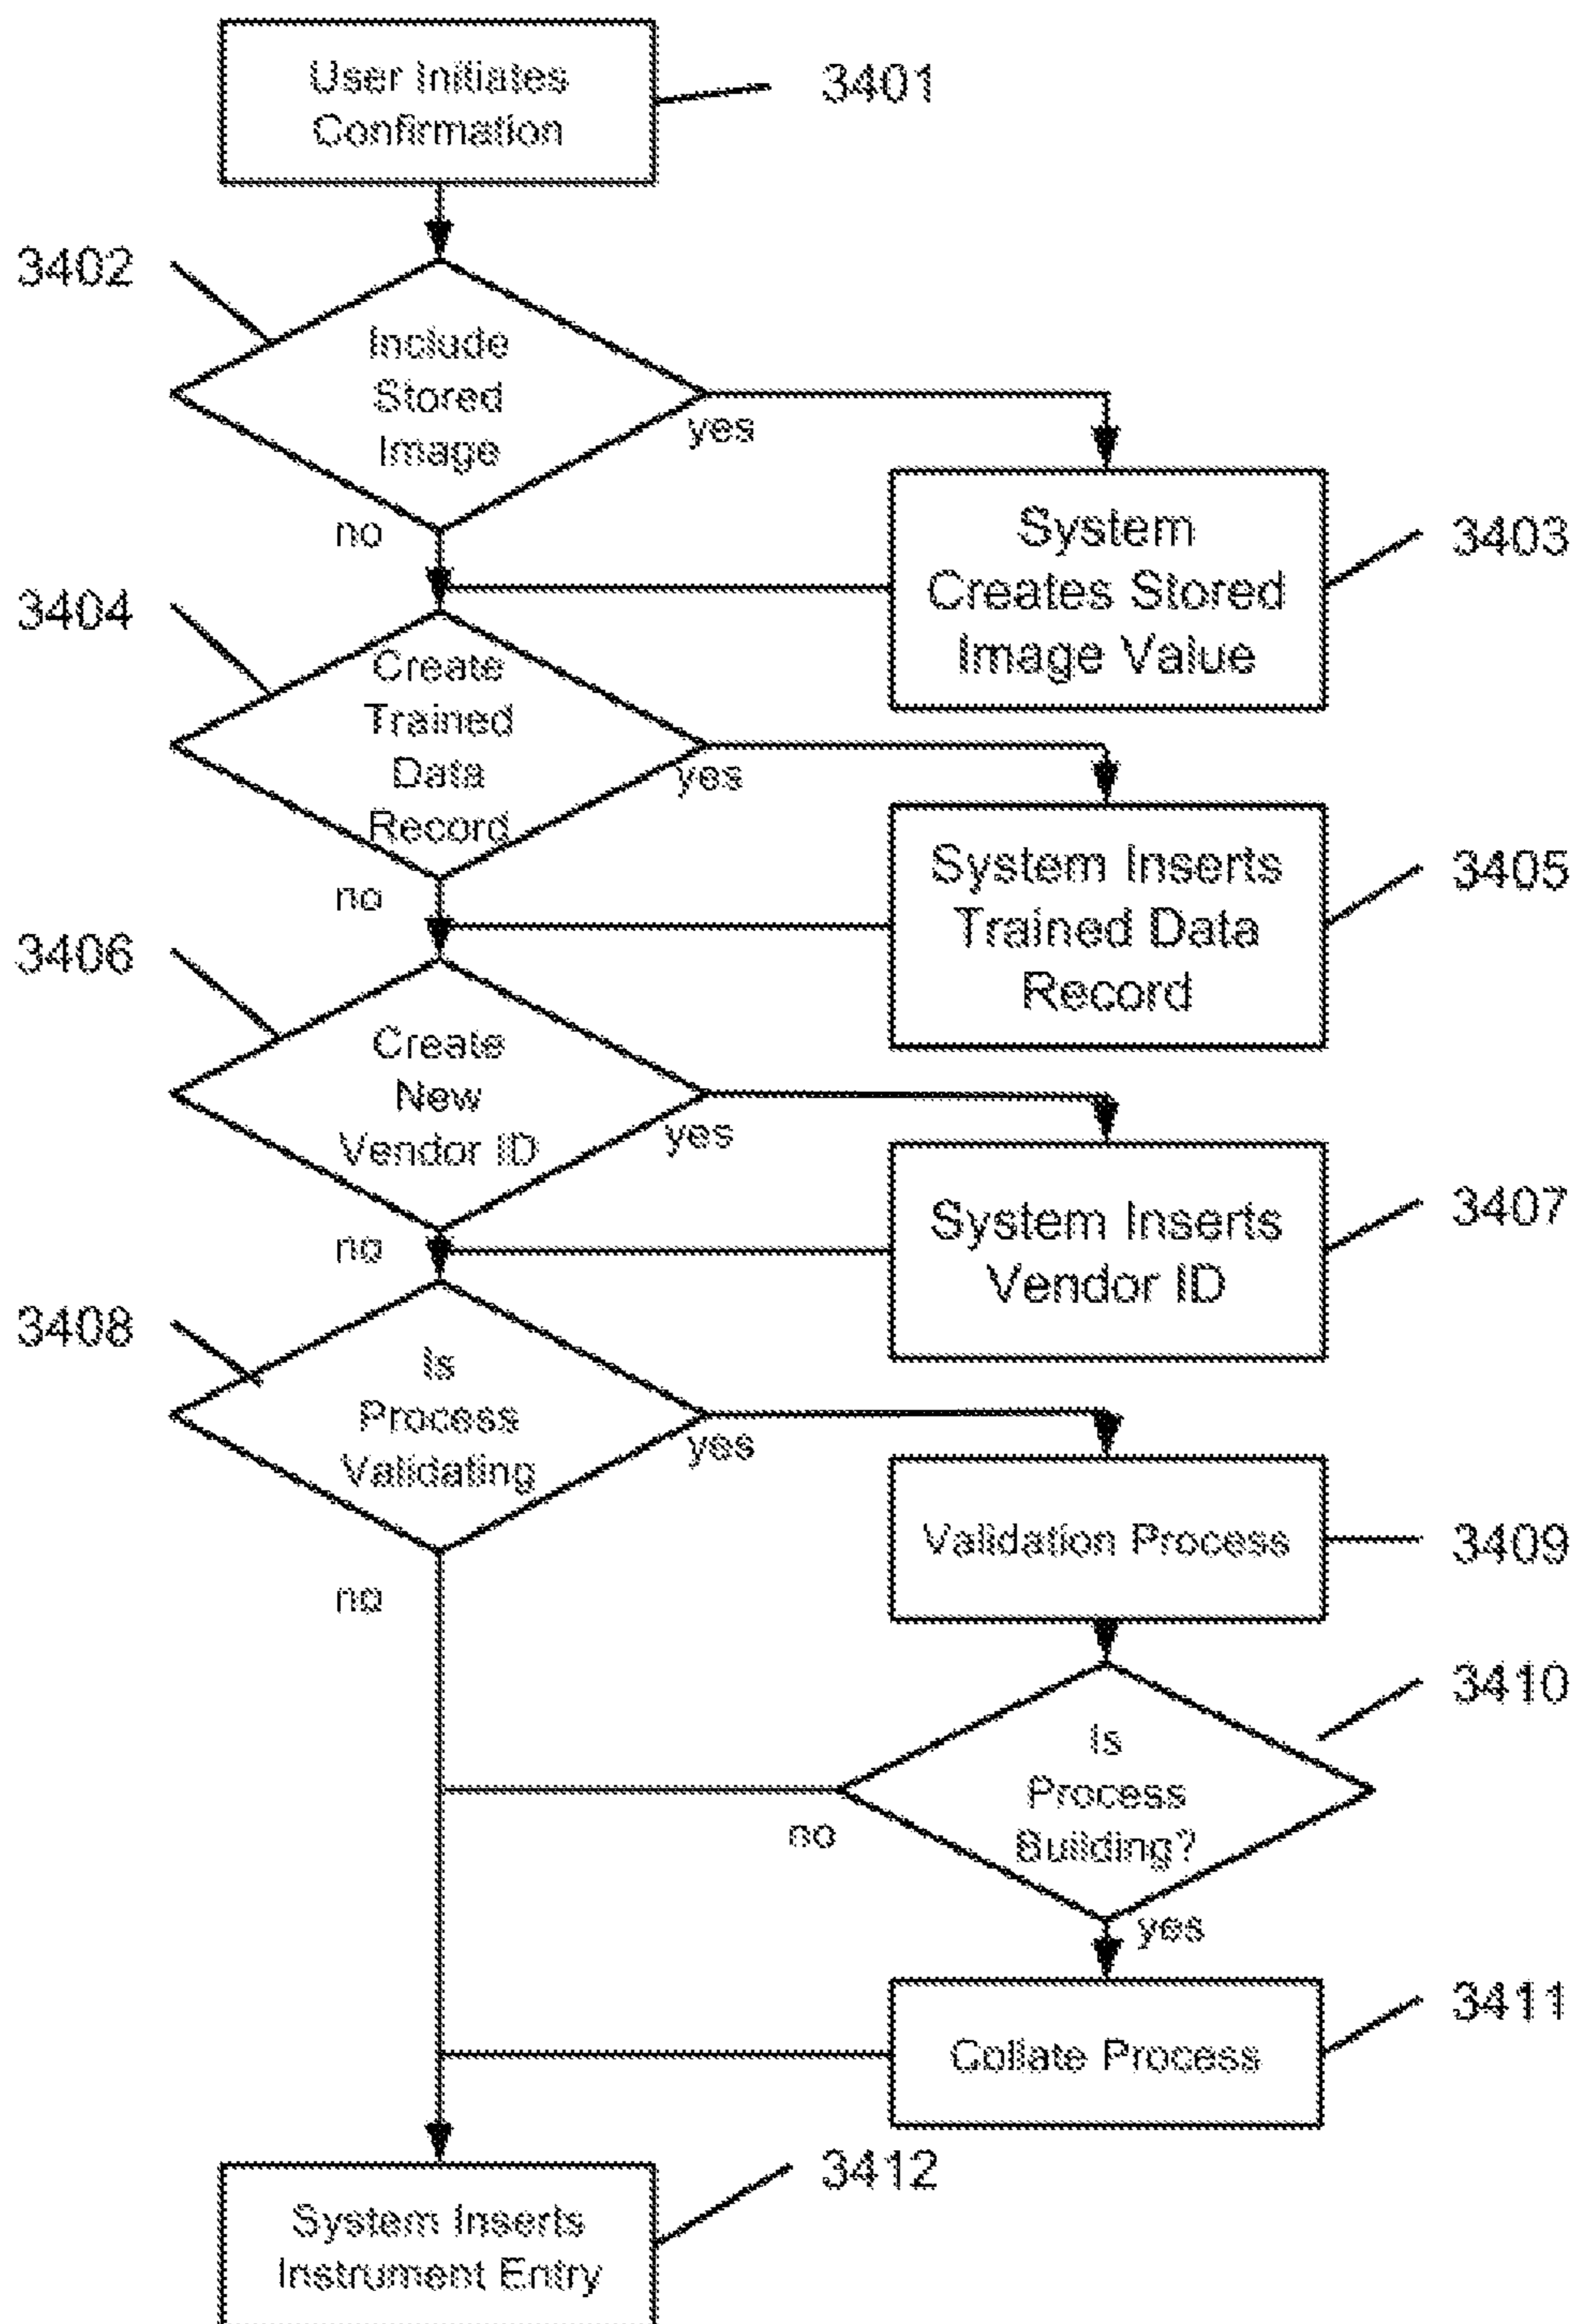 User Initiates
Confirmation
3401
3402
Include
Stored
Image
yes
no
System
Creates Stored
Image Value
3403
3404
Create
Trained
Data
Record
yes
no
System Inserts
Trained Data
Record
3405
3406
Create
New
Vendor ID
yes
no
System Inserts
Vendor ID
3407
3408
Is
Process
Validating
yes
no
Validation Process
3409
3410
Is
Process
Building?
no
yes
Collate Process
3411
3412
System Inserts
Instrument Entry